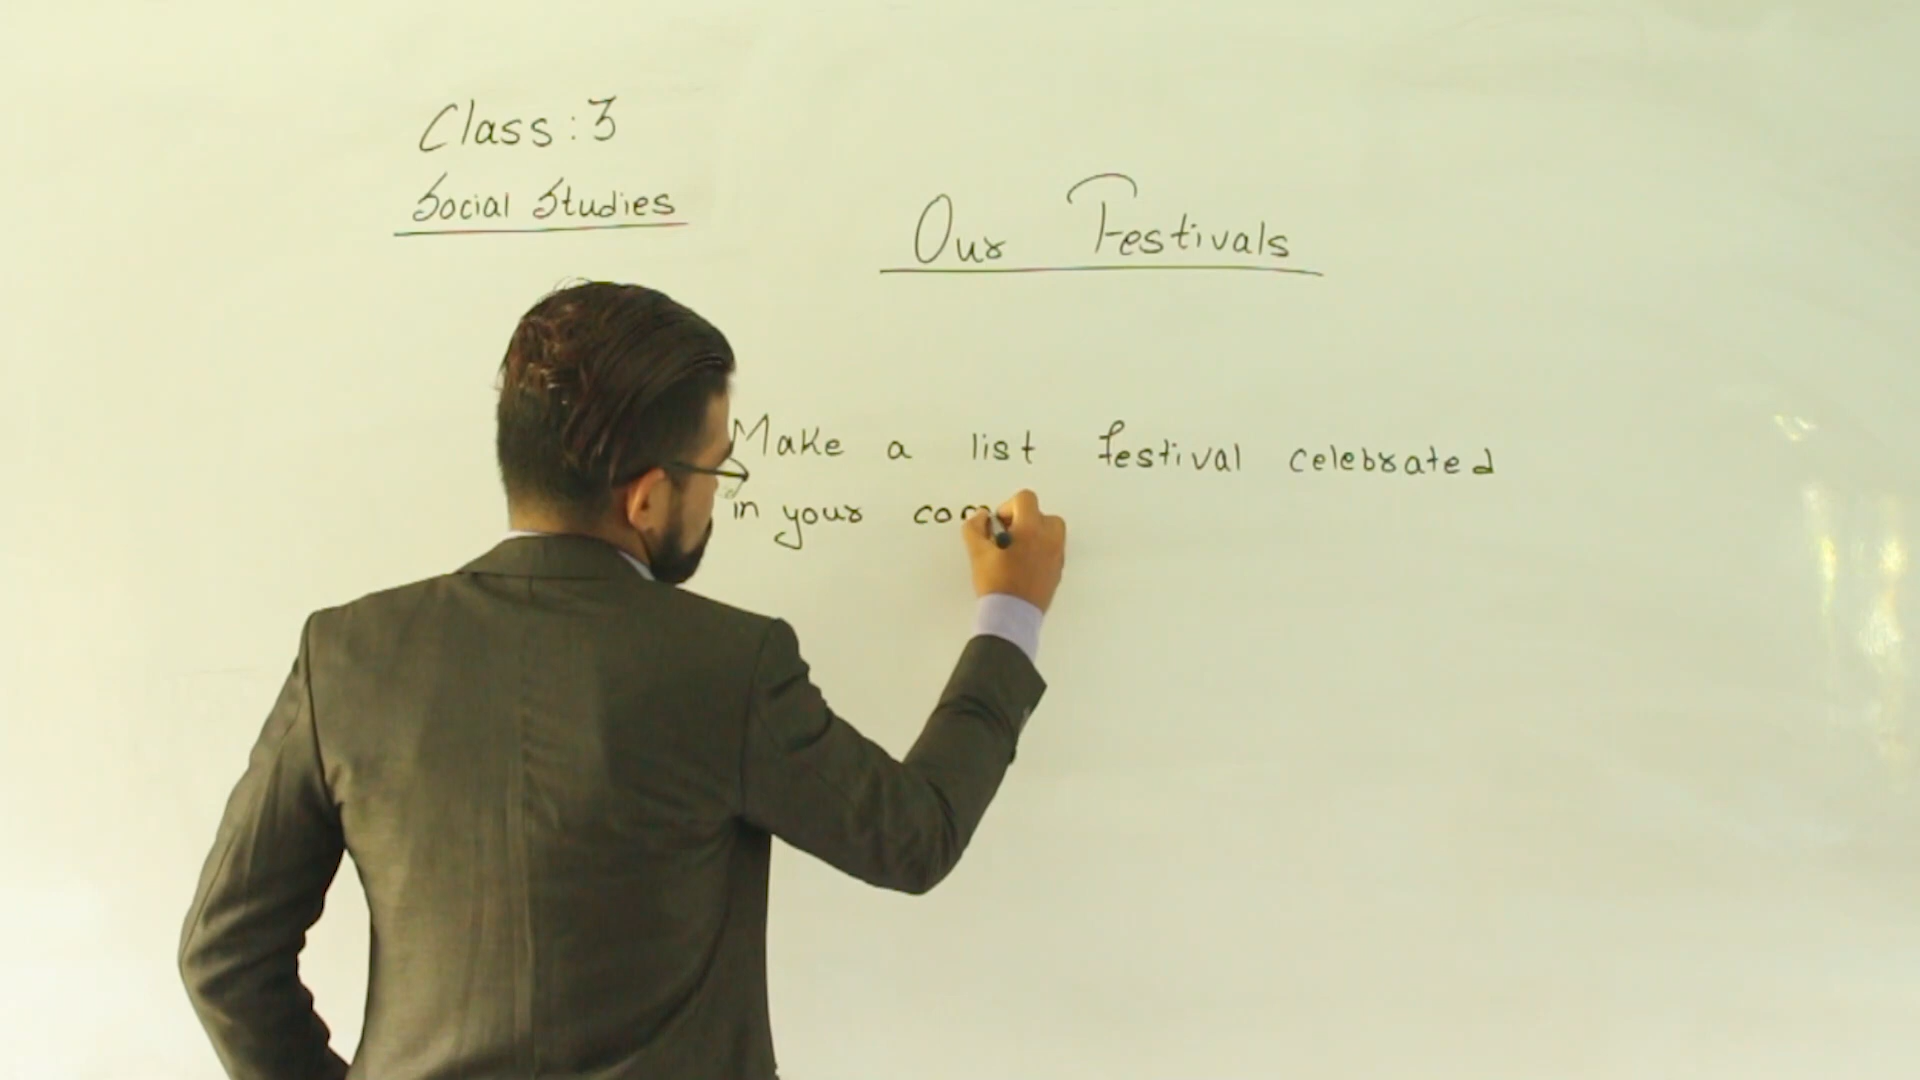 Class: 3
Social Studies
Our Festivals
Make a list festival celebrated
in your